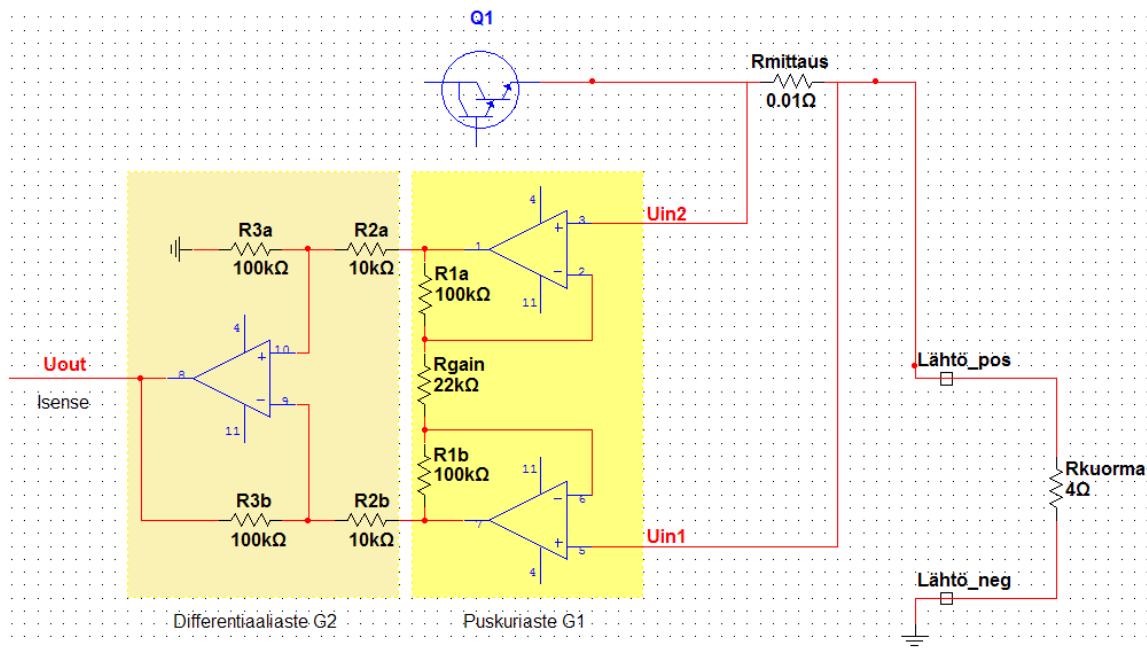 Q1
Rmittaus
0.01Ω
4
Uin2
3
+
1
R3a
R2a
−
2
100kΩ
10kΩ
R1a
100kΩ
11
4
10
+
Rgain
22kΩ
Lähtö_pos
Uout
8
Isense
−
9
11
R1b
100kΩ
11
−
6
Rkuorma
4Ω
R3b
R2b
7
100kΩ
10kΩ
+
5
Uin1
4
Lähtö_neg
Differentiaaliaste G2
Puskuriaste G1